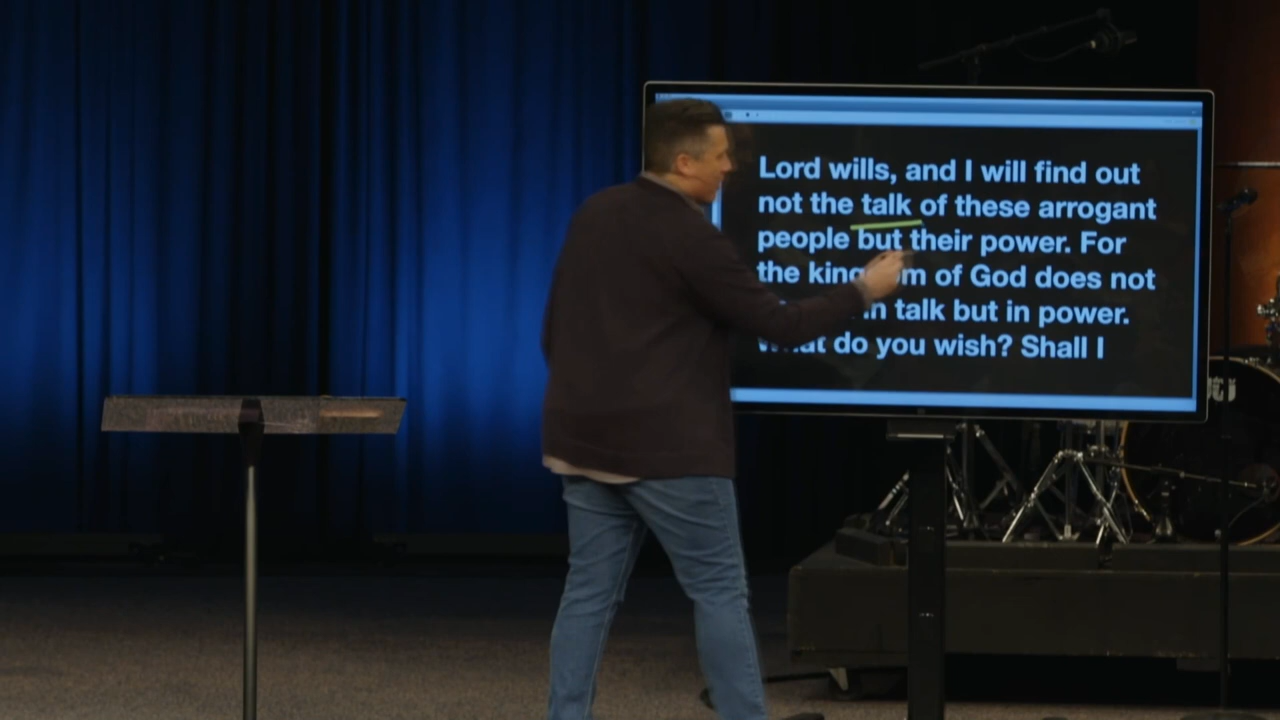 Lord wills, and I will find out
not the talk of these arrogant
people but their power. For
the of God does not
in talk but in power.
do you wish? Shall I